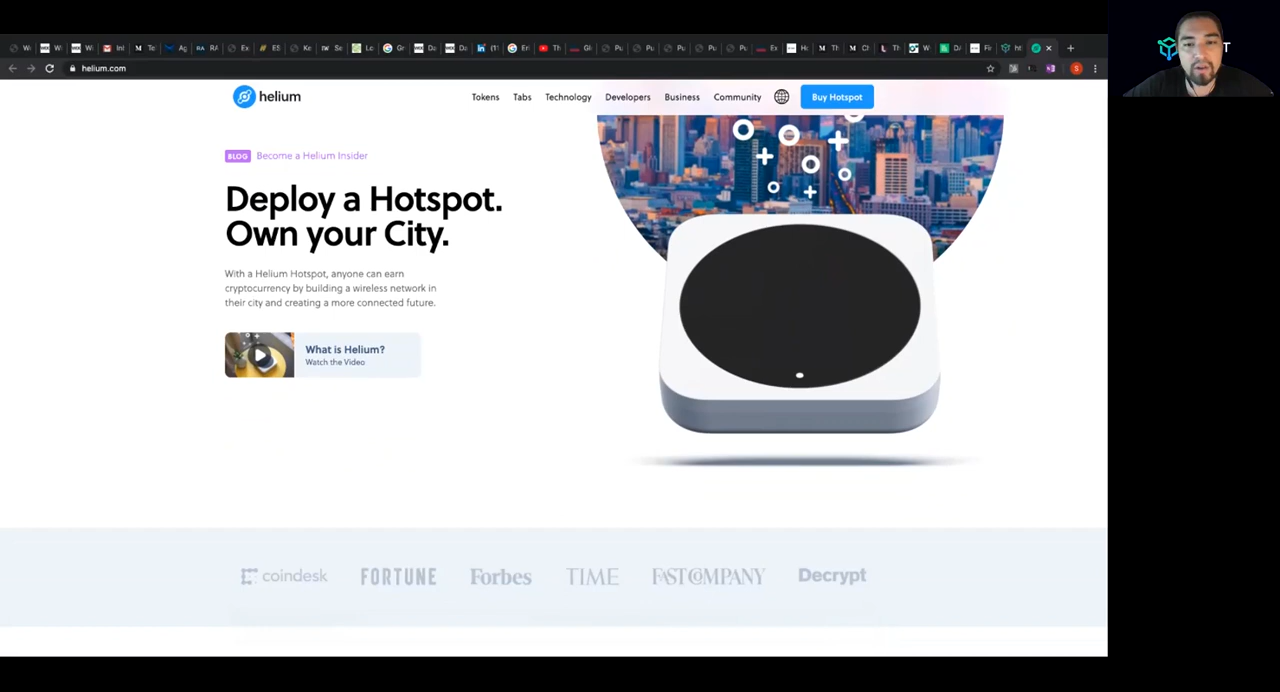 helium.com
helium
Tokens Tabs Technology Developers Business Community Buy Hotspot
BLOG Become a Helium Insider
Deploy a Hotspot.
Own your City.
With a Helium Hotspot, anyone can earn
cryptocurrency by building a wireless network in
their city and creating a more connected future.
What is Helium?
Watch the Video
coindesk FORTUNE Forbes TIME FAST COMPANY Decrypt